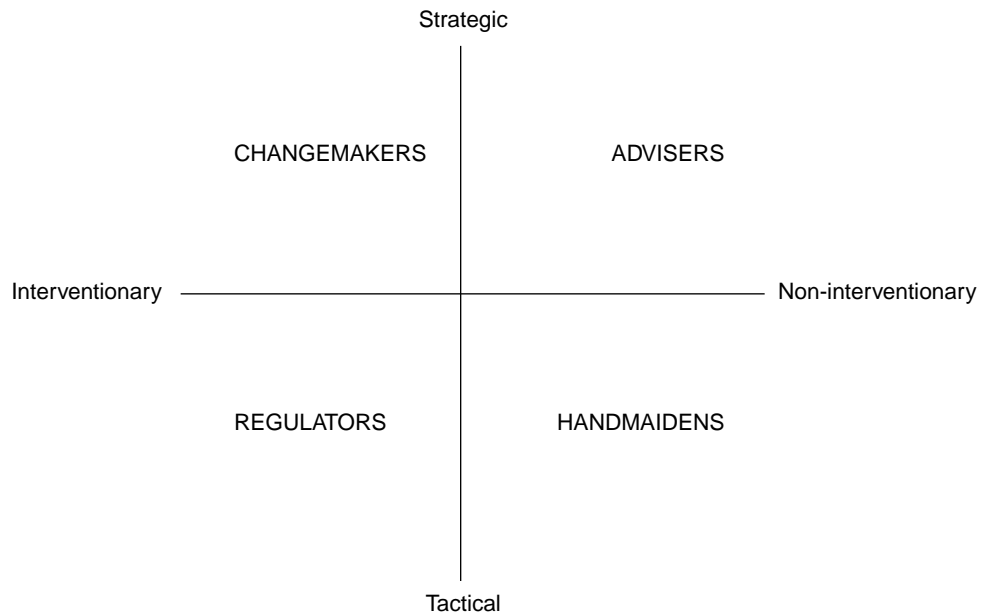 Strategic
CHANGEMAKERS
ADVISERS
Interventionary
Non-interventionary
REGULATORS
HANDMAIDENS
Tactical